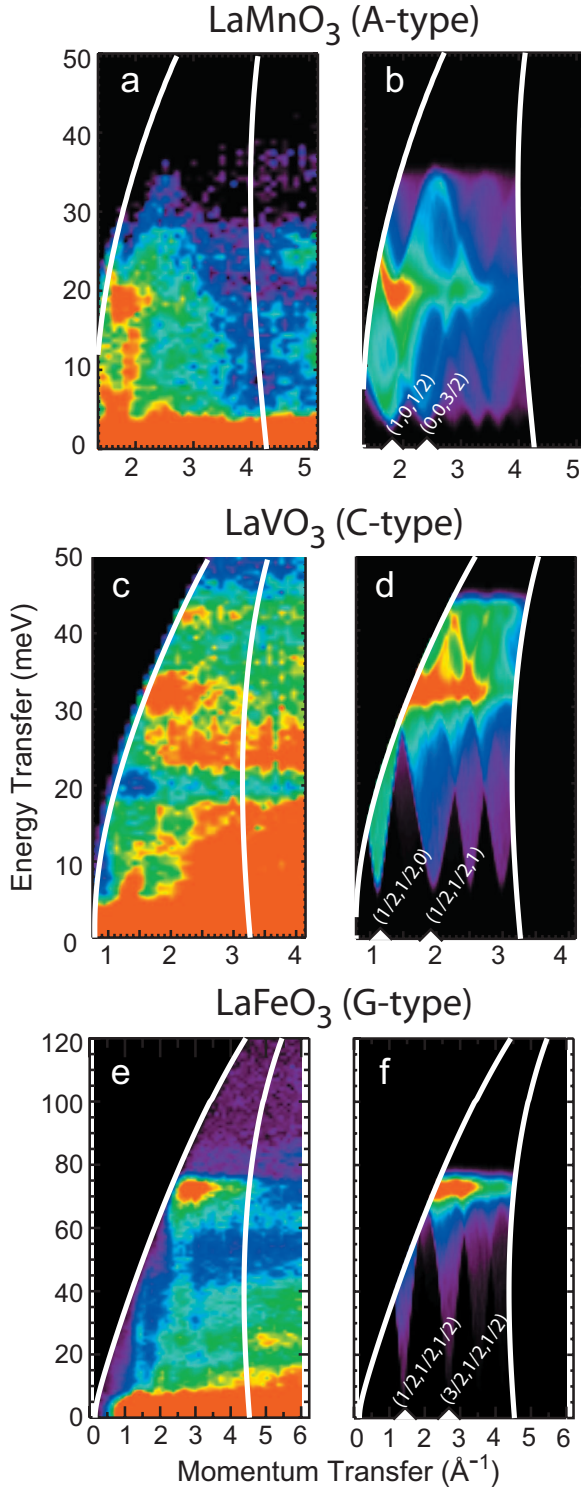 LaMnO₃ (A-type)
a
b
50
40
30
20
10
0
(1,0,1/2)
(0,0,3/2)
2 3 4 5
2 3 4 5
LaVO₃ (C-type)
c
d
50
40
30
20
10
0
(1/2,1/2,0)
(1/2,1/2,1)
1 2 3 4
1 2 3 4
Energy Transfer (meV)
LaFeO₃ (G-type)
e
f
120
100
80
60
40
20
0
(1/2,1/2,1/2)
(3/2,1/2,1/2)
0 1 2 3 4 5 6
0 1 2 3 4 5 6
Momentum Transfer (Å⁻¹)